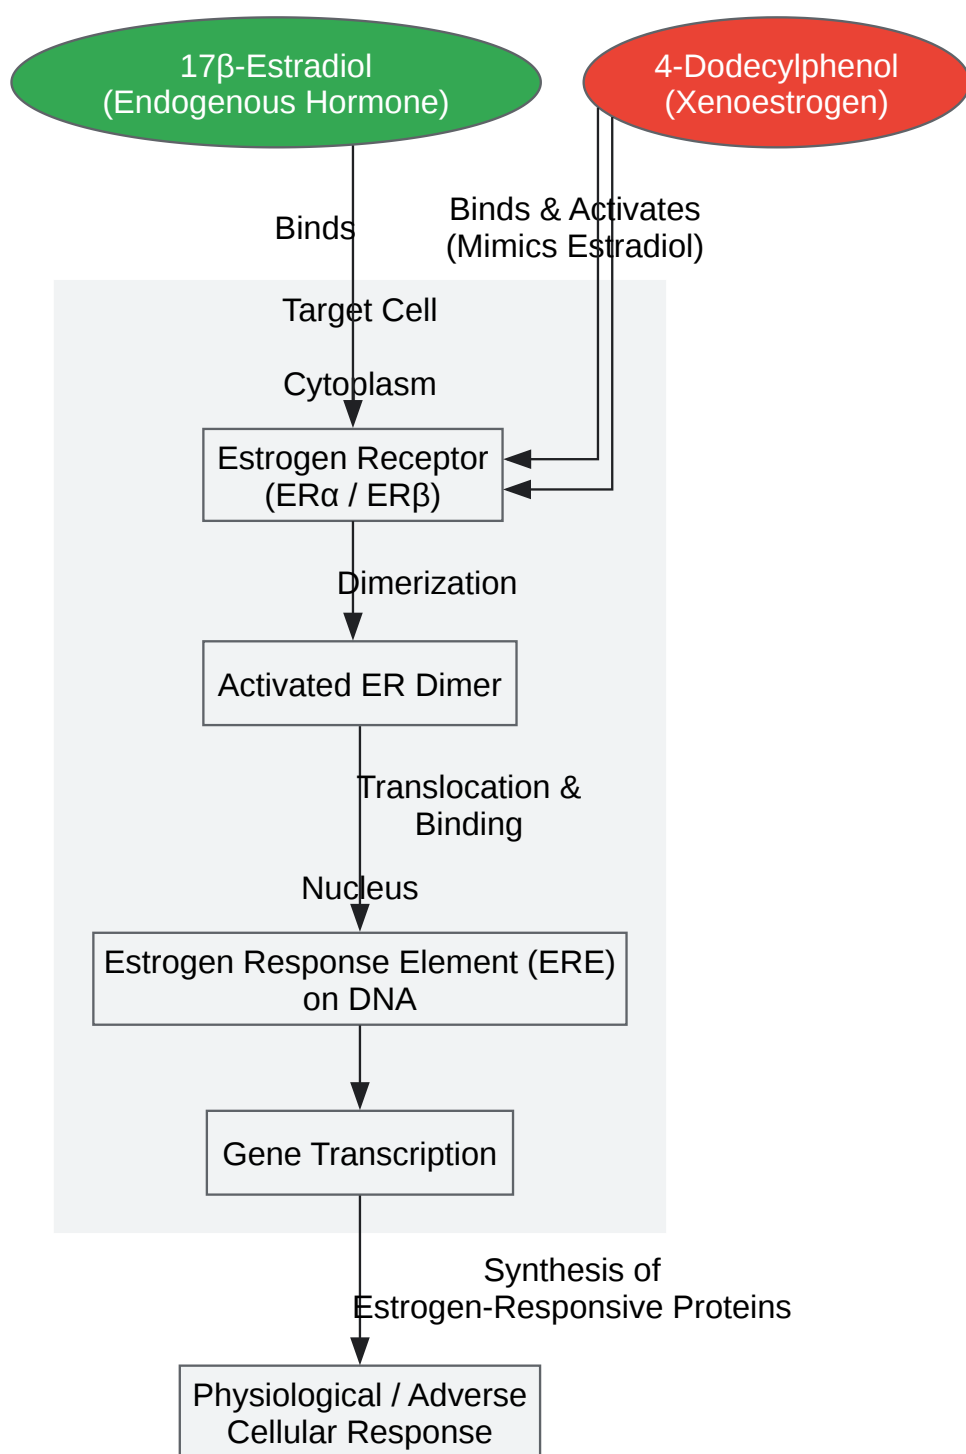 17β-Estradiol
(Endogenous Hormone)
4-Dodecylphenol
(Xenoestrogen)
Binds
Binds & Activates
(Mimics Estradiol)
Target Cell
Cytoplasm
Estrogen Receptor
(ERα / ERβ)
Dimerization
Activated ER Dimer
Translocation &
Binding
Nucleus
Estrogen Response Element (ERE)
on DNA
Gene Transcription
Synthesis of
Estrogen-Responsive Proteins
Physiological / Adverse
Cellular Response